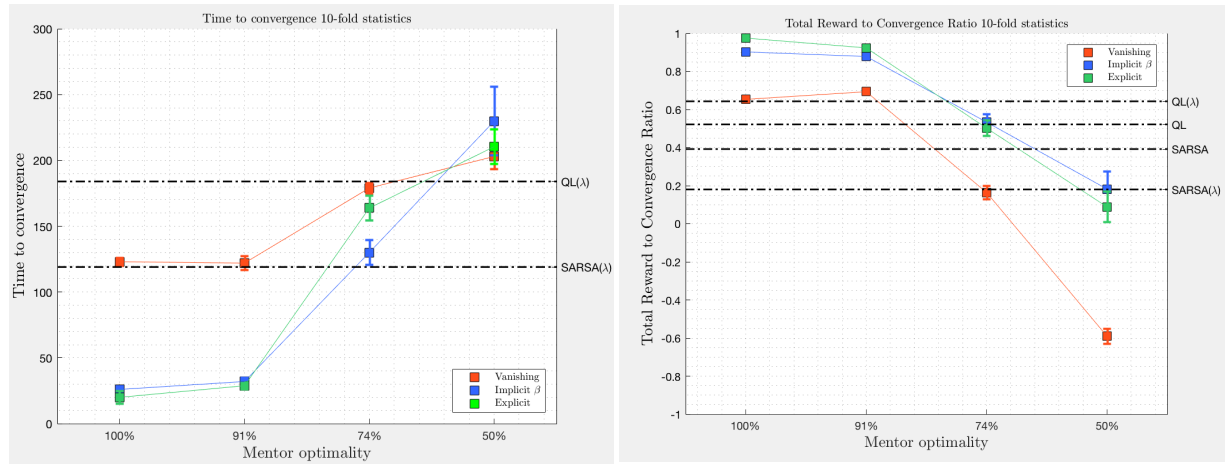 Time to convergence 10-fold statistics
300
250
200
150
100
50
0
Time to convergence
QL(λ)
SARSA(λ)
Vanishing
Implicit β
Explicit
100%
91%
74%
50%
Mentor optimality
Total Reward to Convergence Ratio 10-fold statistics
1
0.8
0.6
0.4
0.2
0
-0.2
-0.4
-0.6
-0.8
-1
Total Reward to Convergence Ratio
Vanishing
Implicit β
Explicit
QL(λ)
QL
SARSA
SARSA(λ)
100%
91%
74%
50%
Mentor optimality